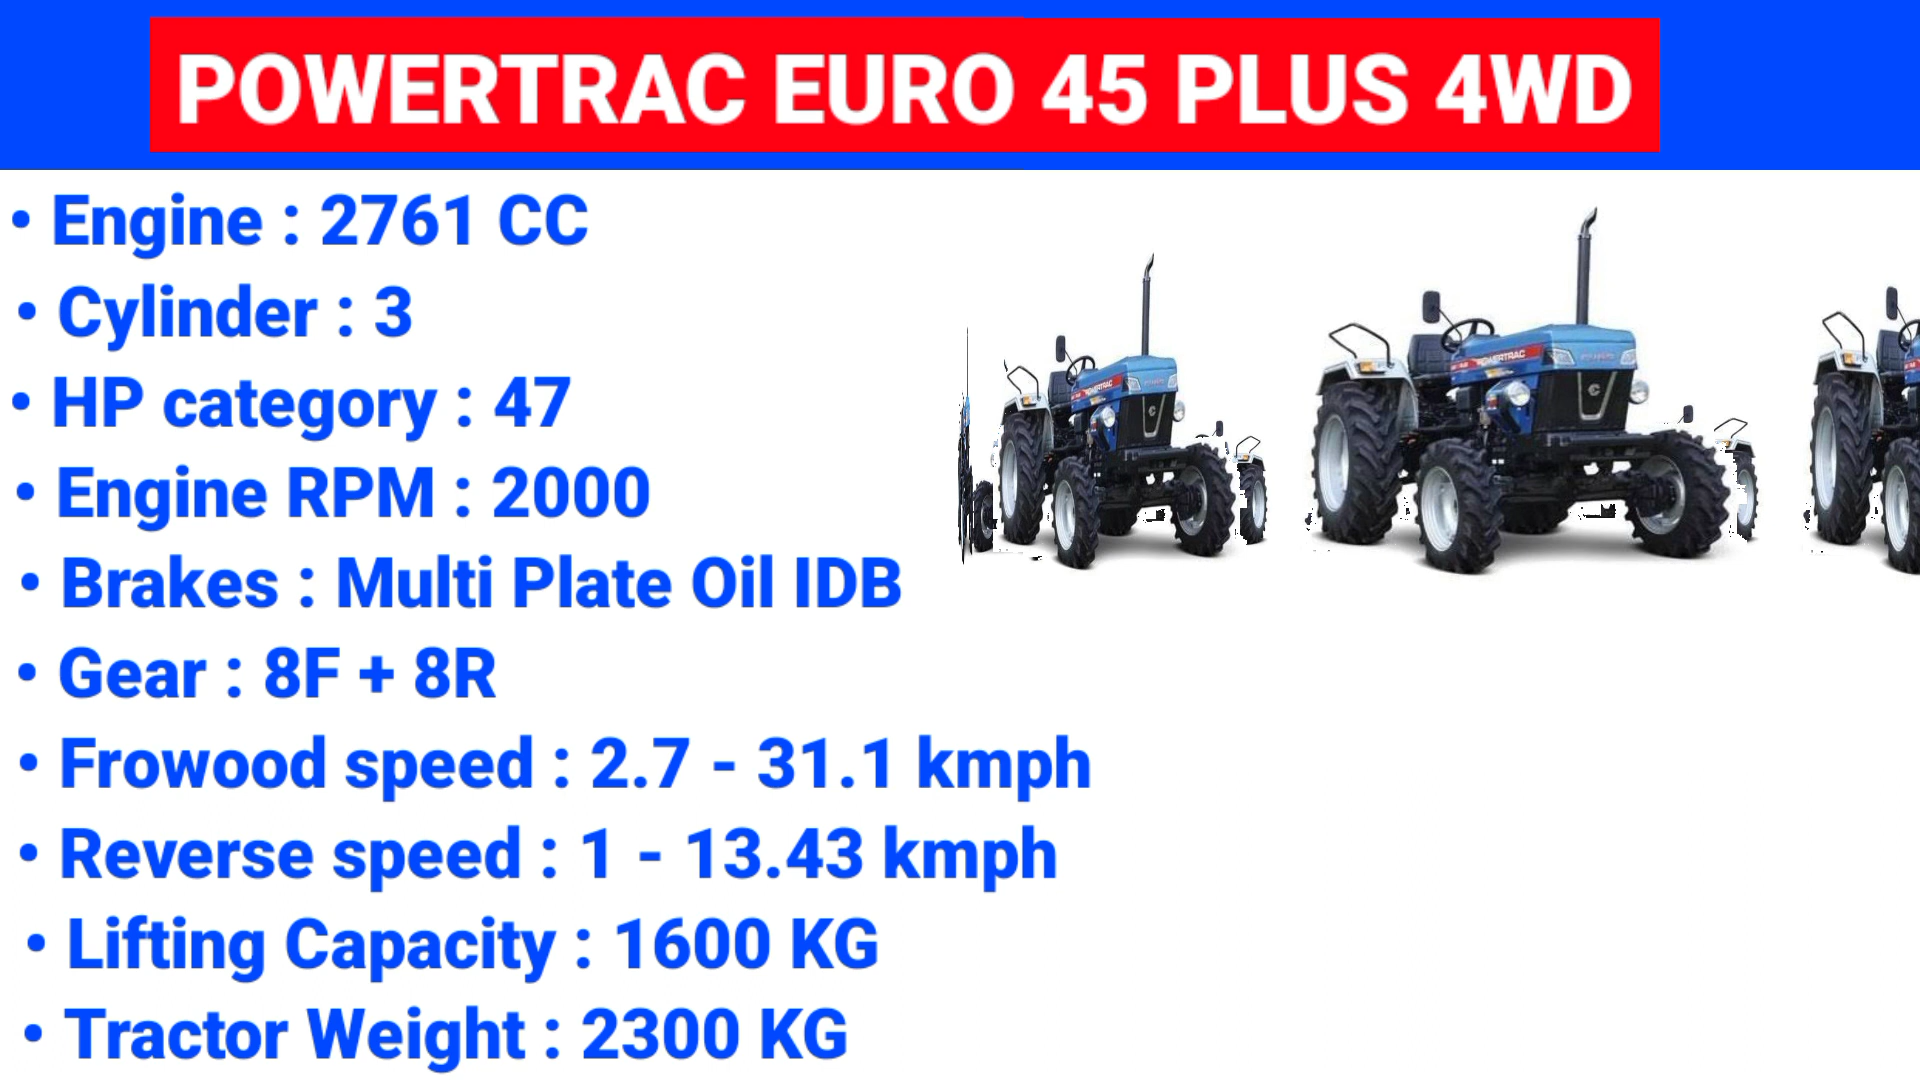 POWERTRAC EURO 45 PLUS 4WD
• Engine : 2761 CC
• Cylinder : 3
• HP category : 47
• Engine RPM : 2000
• Brakes : Multi Plate Oil IDB
• Gear : 8F + 8R
• Frowood speed : 2.7 - 31.1 kmph
• Reverse speed : 1 - 13.43 kmph
• Lifting Capacity : 1600 KG
• Tractor Weight : 2300 KG
POWERTRAC
POWERTRAC